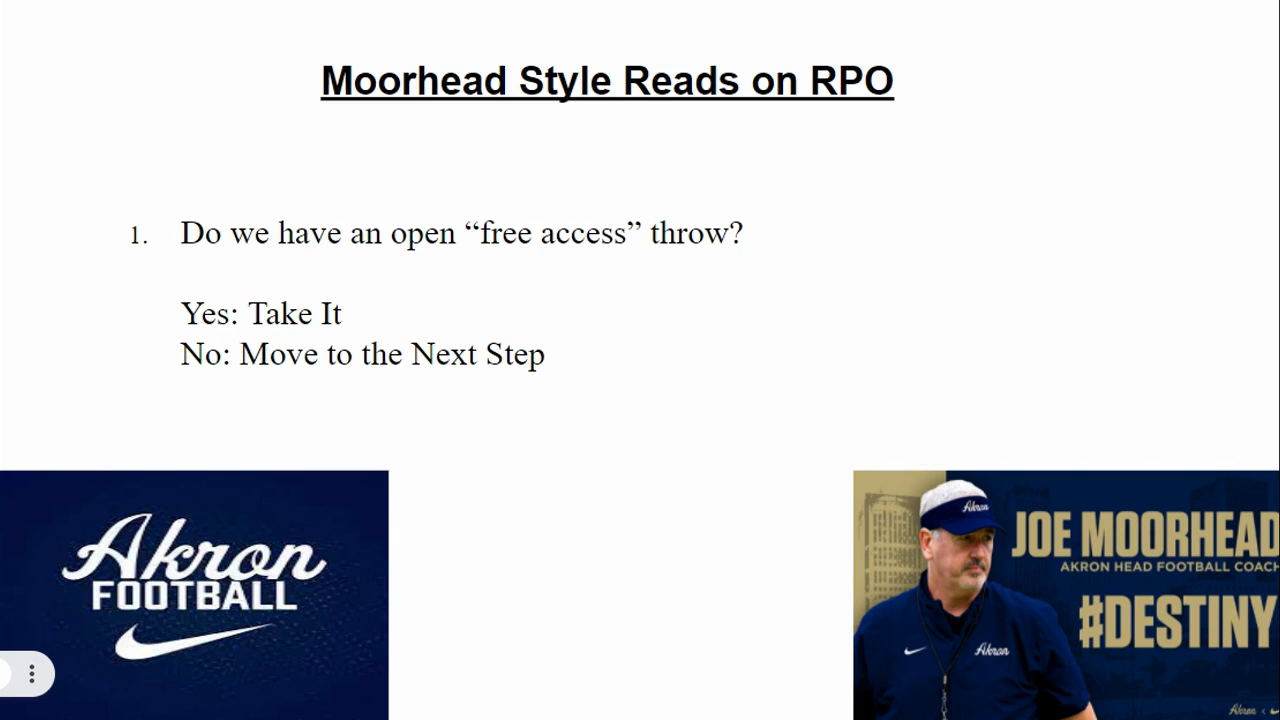 Moorhead Style Reads on RPO
1. Do we have an open “free access” throw?
Yes: Take It
No: Move to the Next Step
Akron
FOOTBALL
Akron
JOE MOORHEAD
AKRON HEAD FOOTBALL COACH
#DESTINY
Akron
Akron